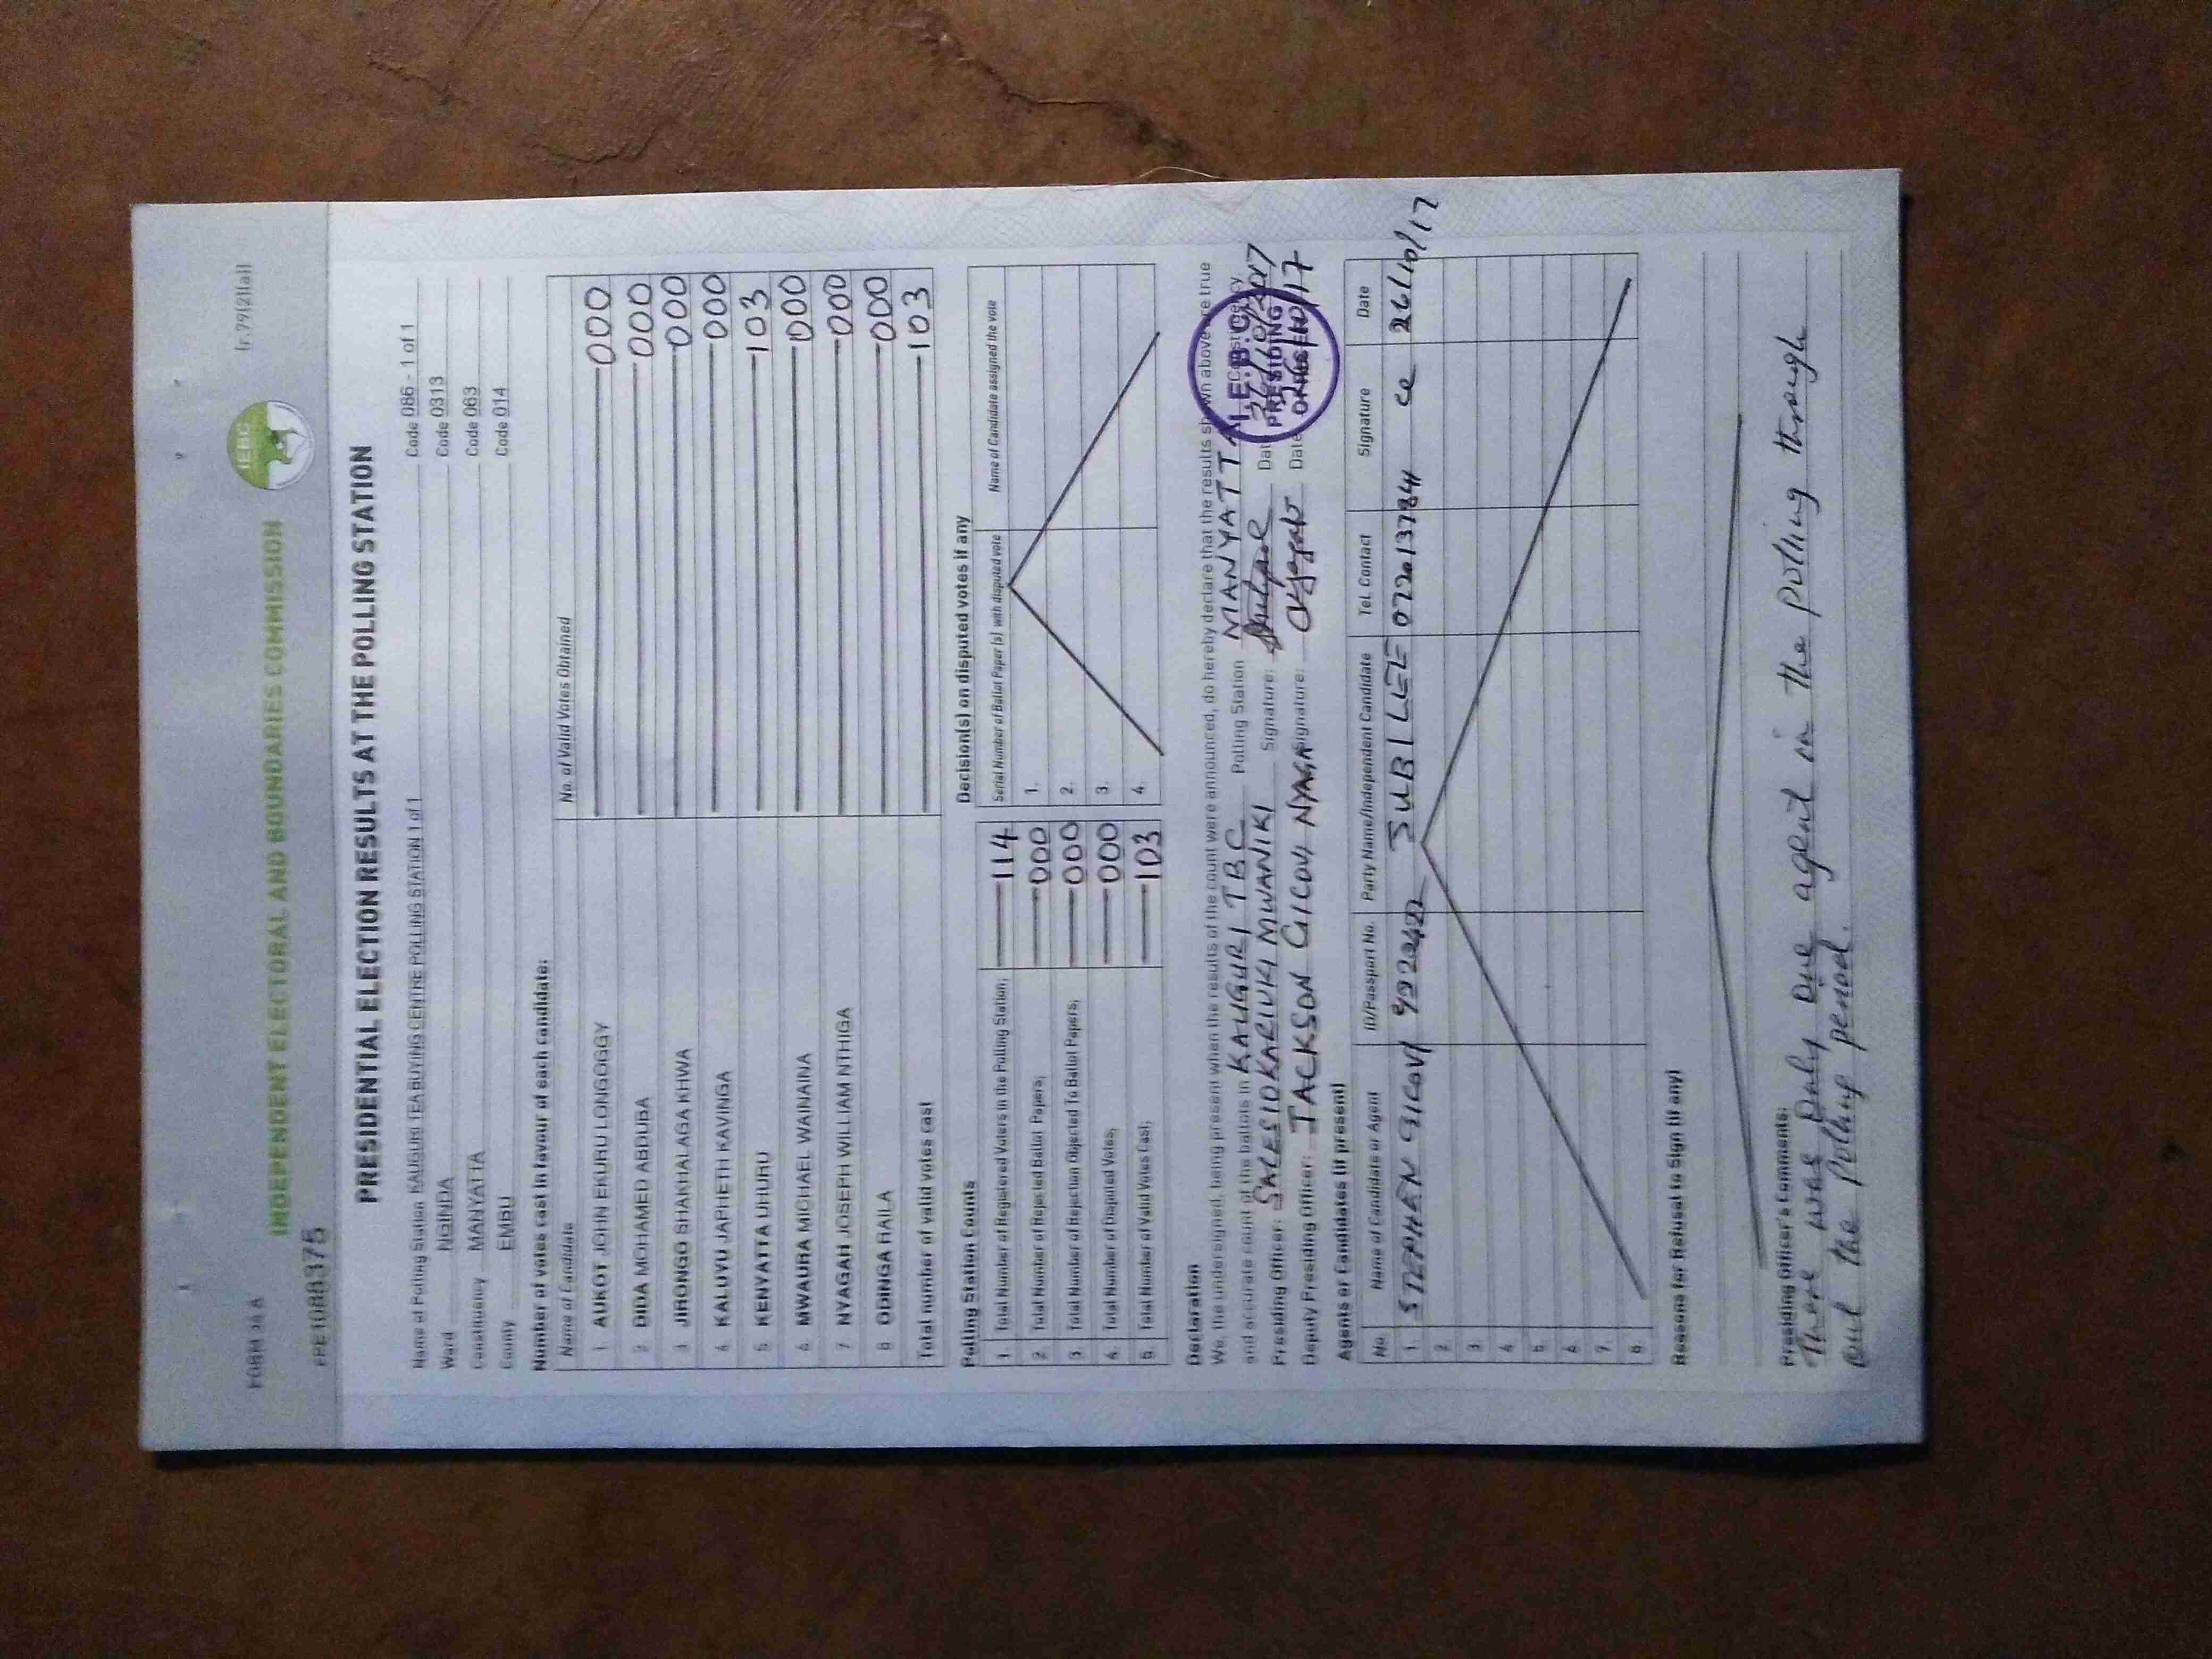 FORM 34 A
(r.79(2)(a))
IEBC
INDEPENDENT ELECTORAL AND BOUNDARIES COMMISSION
PRE1088375
PRESIDENTIAL ELECTION RESULTS AT THE POLLING STATION
Name of Polling Station KAUGURI TEA BUYING CENTRE POLLING STATION 1 of 1 Code 086 - 1 of 1
Ward NGINDA Code 0313
Constituency MANYATTA Code 063
County EMBU Code 014
Number of votes cast in favour of each candidate:
Name of Candidate No. of Valid Votes Obtained
1 AUKOT JOHN EKURU LONGOGGY 000
2 DIDA MOHAMED ABDUBA 000
3 JIRONGO SHAKHALAGA KHWA 000
4 KALUYU JAPHETH KAVINGA 000
5 KENYATTA UHURU 103
6 MWAURA MICHAEL WAINAINA 000
7 NYAGAH JOSEPH WILLIAM NTHIGA 000
8 ODINGA RAILA 000
Total number of valid votes cast 103
Polling Station Counts
1. Total Number of Registered Voters in the Polling Station; 114
2. Total Number of Rejected Ballot Papers; 000
3. Total Number of Rejection Objected To Ballot Papers; 000
4. Total Number of Disputed Votes; 000
5. Total Number of Valid Votes Cast; 103
Decision(s) on disputed votes if any
Serial Number of Ballot Paper (s) with disputed vote Name of Candidate assigned the vote
1.
2.
3.
4.
Declaration
We, the undersigned, being present when the results of the count were announced, do hereby declare that the results shown above are true
and accurate count of the ballots in KAUGURI TBC Polling Station MANYATTA Constituency
Presiding Officer: SALESIO KARIUKI MWANIKI Signature: Date 26/10/2017
Deputy Presiding Officer: JACKSON GICOVI NYAGA Signature: Date 26/10/17
I.E.B.C
PRESIDING
OFFICER
Agents or Candidates (if present)
No. Name of Candidate or Agent ID/Passport No. Party Name/Independent Candidate Tel. Contact Signature Date
1. STEPHEN GICOVI JUBILEE 26/10/17
2.
3.
4.
5.
6.
7.
8.
Reasons for Refusal to Sign (if any)
Presiding Officer's Comments:
There was only one agent in the polling through
out the polling period.